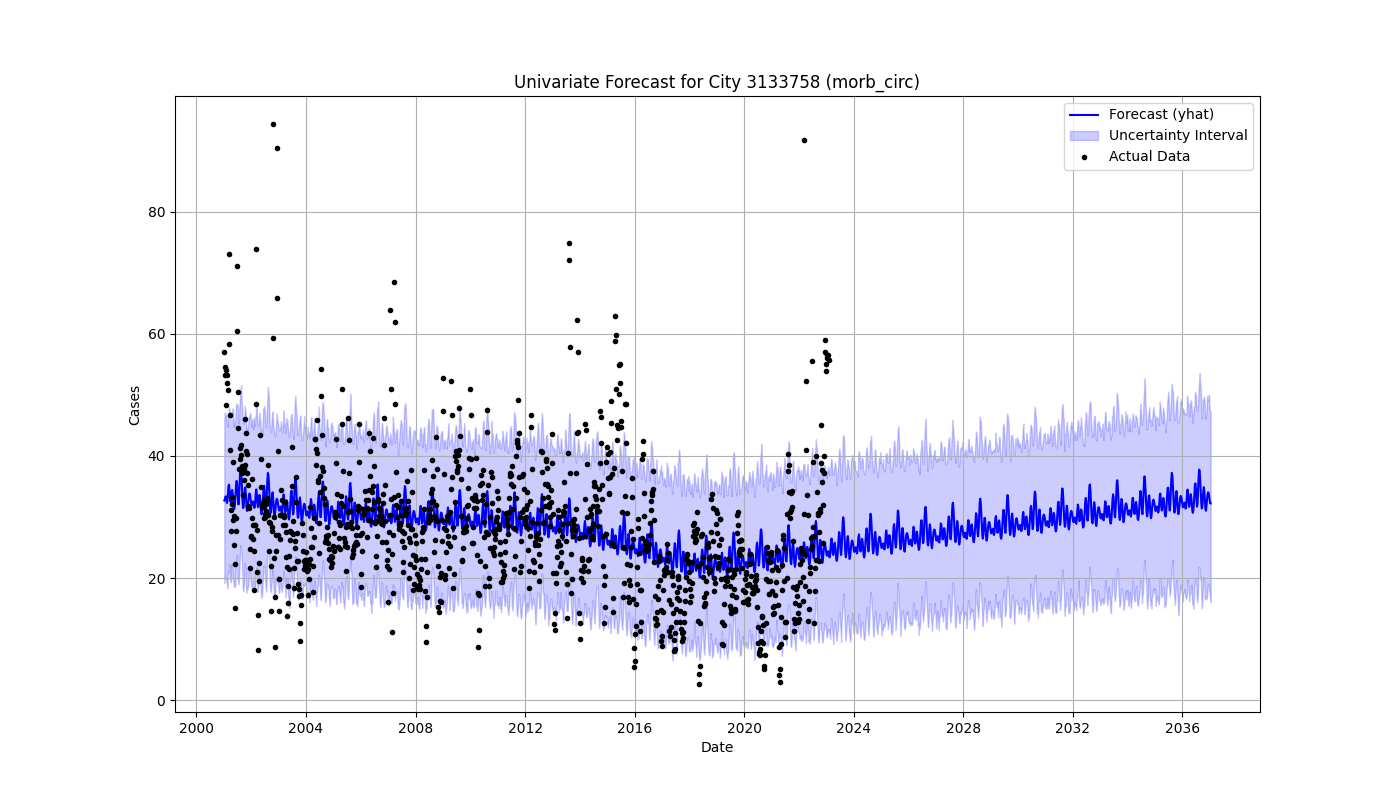 Univariate Forecast for City 3133758 (morb_circ)
Forecast (yhat)
Uncertainty Interval
Actual Data
Cases
80
60
40
20
0
2000 2004 2008 2012 2016 2020 2024 2028 2032 2036
Date